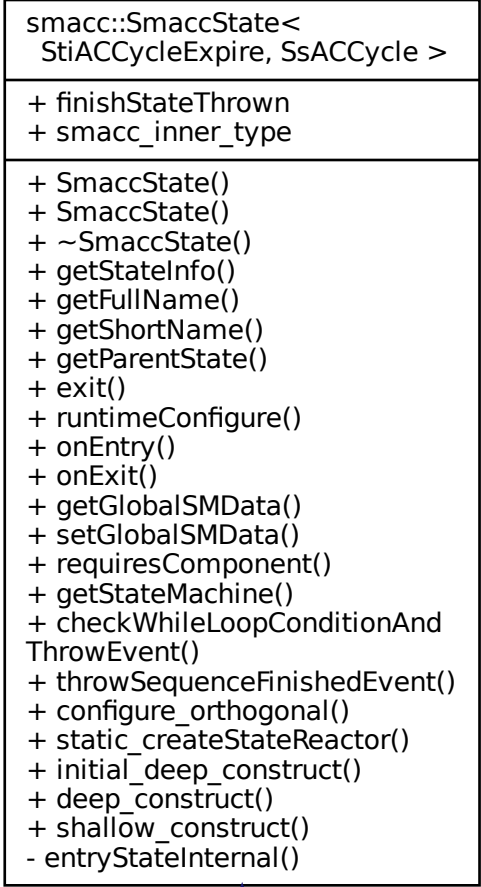 smacc::SmaccState<
StiACCycleExpire, SsACCycle >
+ finishStateThrown
+ smacc_inner_type
+ SmaccState()
+ SmaccState()
+ ~SmaccState()
+ getStateInfo()
+ getFullName()
+ getShortName()
+ getParentState()
+ exit()
+ runtimeConfigure()
+ onEntry()
+ onExit()
+ getGlobalSMData()
+ setGlobalSMData()
+ requiresComponent()
+ getStateMachine()
+ checkWhileLoopConditionAnd
ThrowEvent()
+ throwSequenceFinishedEvent()
+ configure_orthogonal()
+ static_createStateReactor()
+ initial_deep_construct()
+ deep_construct()
+ shallow_construct()
- entryStateInternal()